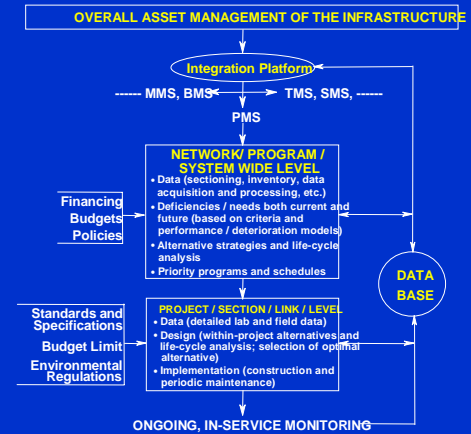 OVERALL ASSET MANAGEMENT OF THE INFRASTRUCTURE
Integration Platform
------ MMS, BMS
TMS, SMS, ------
PMS
NETWORK/ PROGRAM /
SYSTEM WIDE LEVEL
• Data (sectioning, inventory, data
acquisition and processing, etc.)
• Deficiencies / needs both current and
future (based on criteria and
performance / deterioration models)
• Alternative strategies and life-cycle
analysis
• Priority programs and schedules
Financing
Budgets
Policies
DATA
BASE
PROJECT / SECTION / LINK / LEVEL
• Data (detailed lab and field data)
• Design (within-project alternatives and
life-cycle analysis; selection of optimal
alternative)
• Implementation (construction and
periodic maintenance)
Standards and
Specifications
Budget Limit
Environmental
Regulations
ONGOING, IN-SERVICE MONITORING